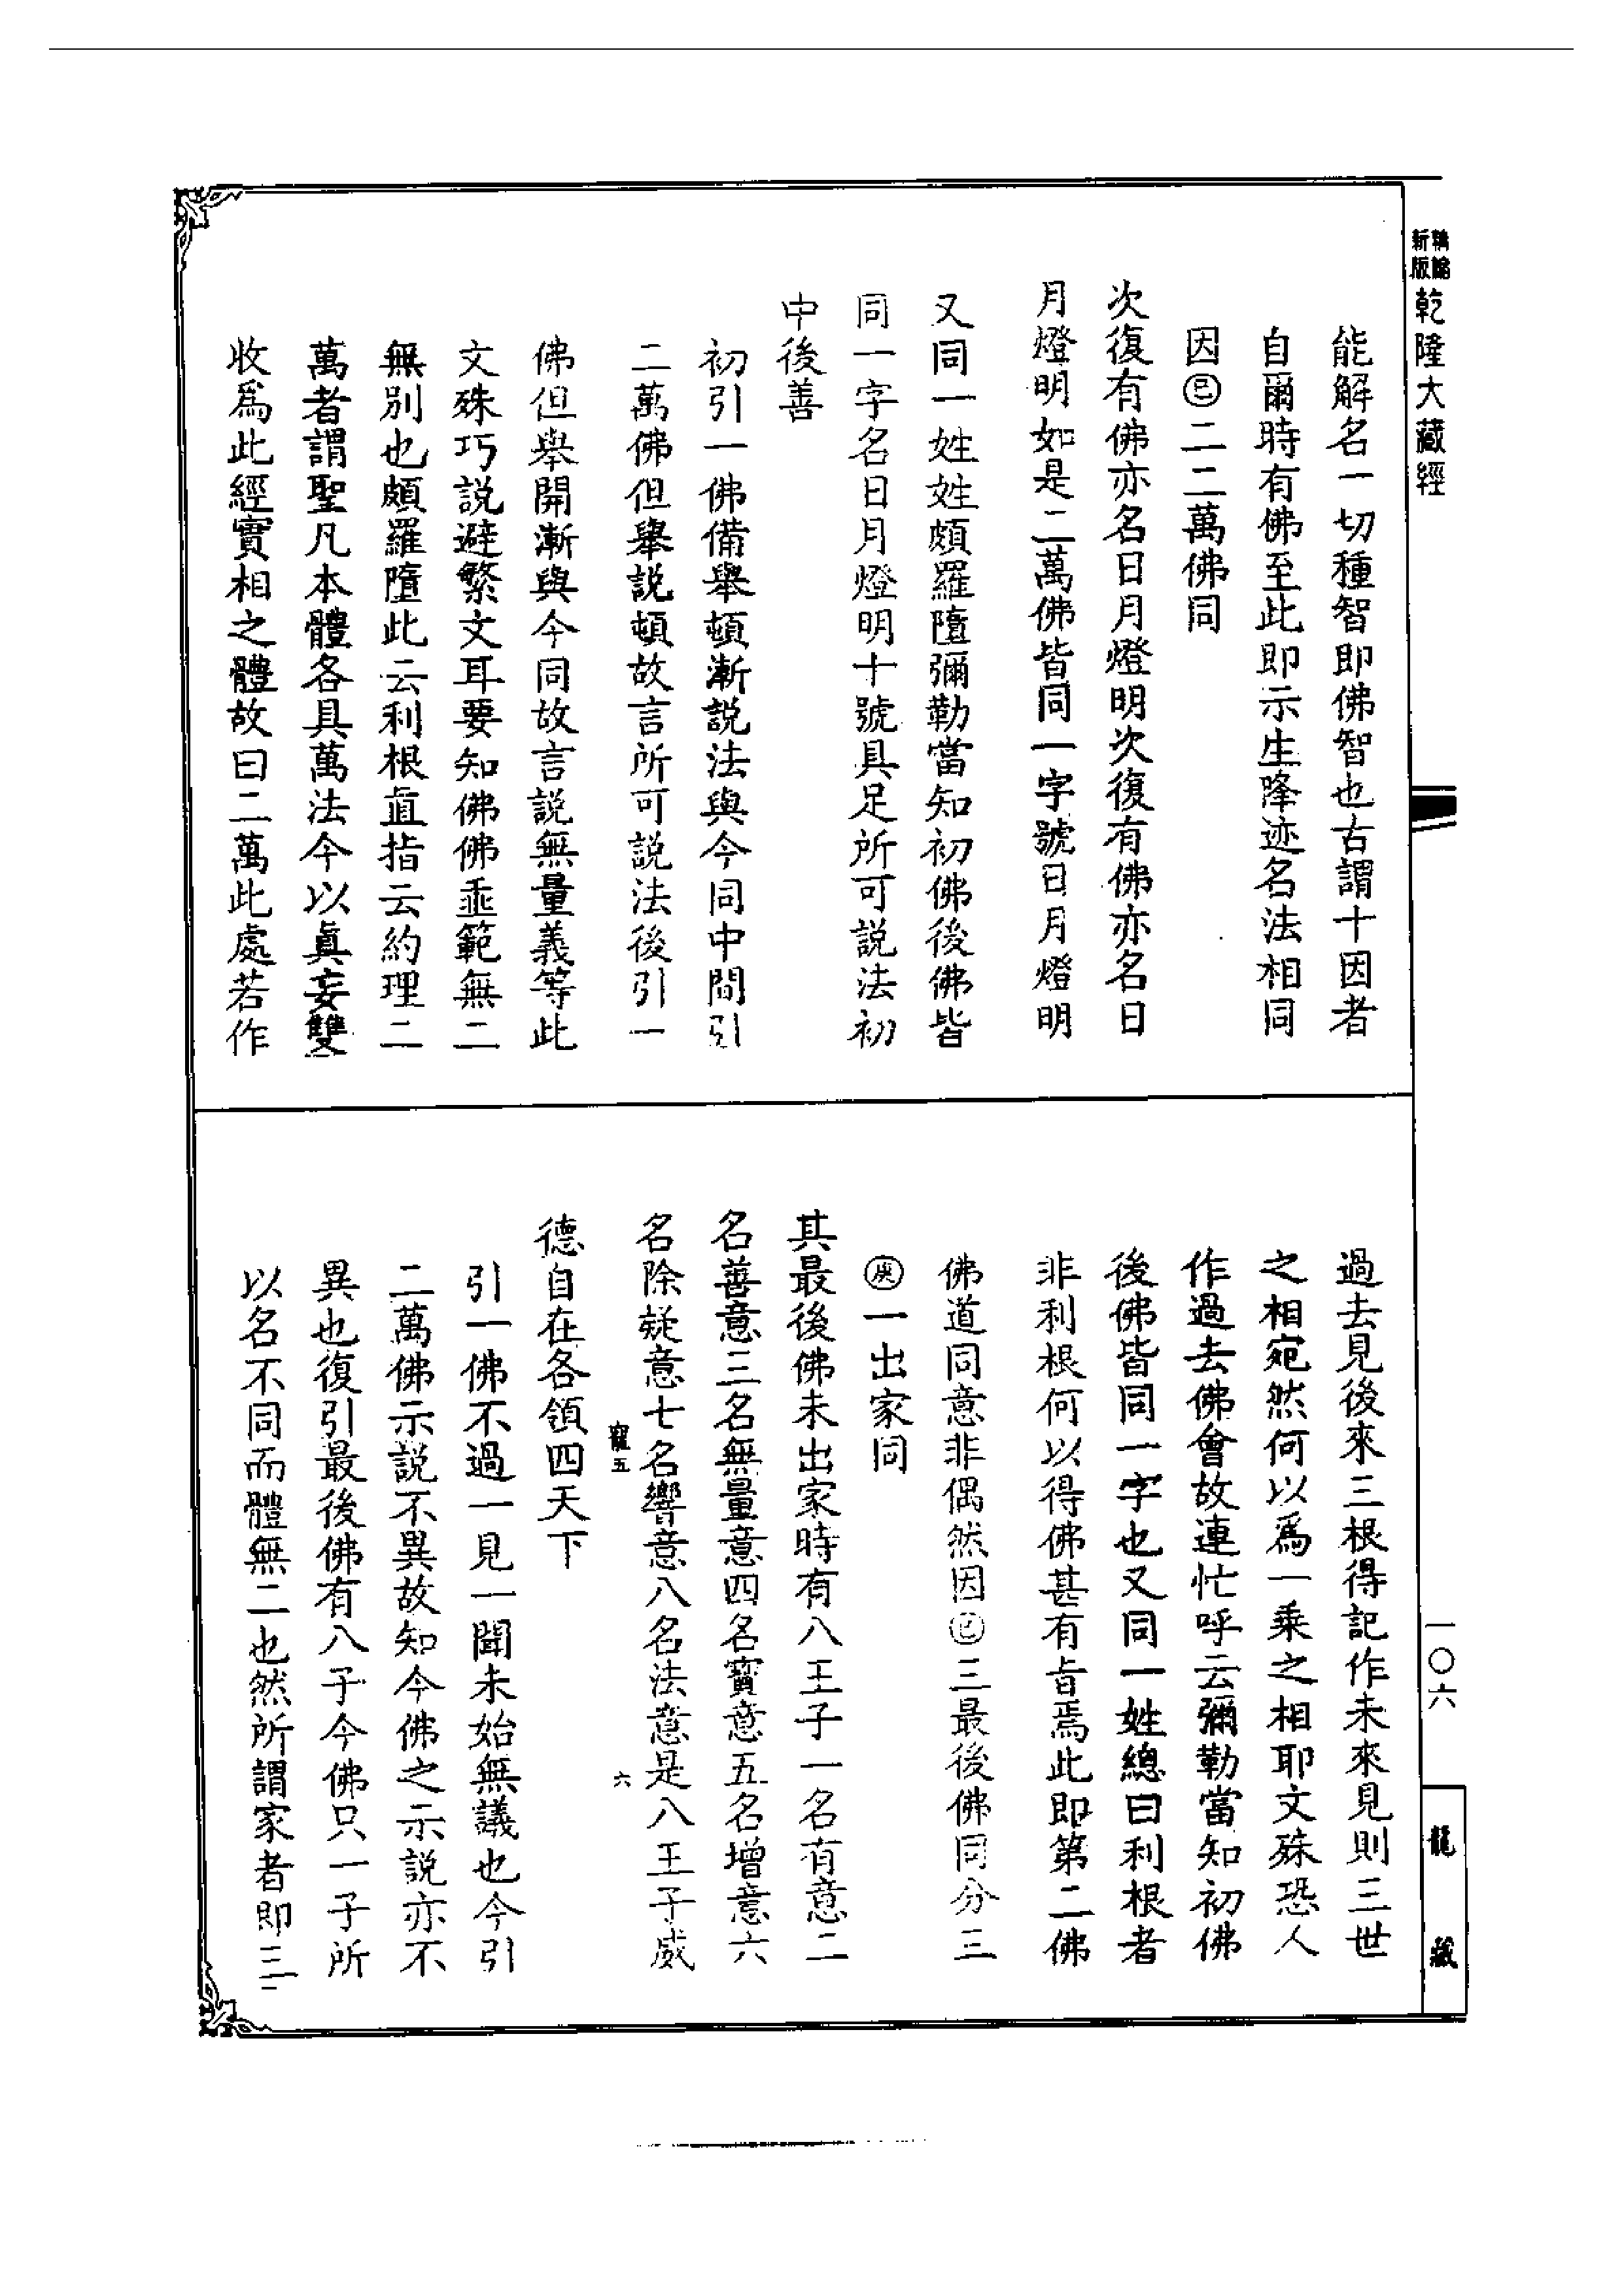 新版
精縮
乾隆大藏經
能解名一切種智即佛智也古謂十因者
自爾時有佛至此即示生降迹名法相同
因㊁二二萬佛同
次復有佛亦名日月燈明次復有佛亦名日
月燈明如是二萬佛皆同一字號日月燈明
又同一姓姓頗羅墮彌勒當知初佛後佛皆
同一字名日月燈明十號具足所可說法初
中後善
初引一佛備舉頓漸說法與今同中間引
二萬佛但舉說頓故言所可說法後引一
佛但舉開漸與今同故言說無量義等此
文殊巧說避繁文耳要知佛佛垂範無二
無別也頗羅墮此云利根直指云約理二
萬者謂聖凡本體各具萬法今以眞妄雙
收爲此經實相之體故曰二萬此處若作
過去見後來三根得記作未來見則三世
之相宛然何以爲一乘之相耶文殊恐人
作過去佛會故連忙呼云彌勒當知初佛
後佛皆同一字也又同一姓總曰利根者
非利根何以得佛甚有旨焉此即第二佛
佛道同意非偶然因㊂三最後佛同分三
庚一出家同
其最後佛未出家時有八王子一名有意二
名善意三名無量意四名寶意五名增意六
名除疑意七名響意八名法意是八王子威
寵五
六
德自在各領四天下
引一佛不過一見一聞未始無議也今引
二萬佛示說不異故知今佛之示說亦不
異也復引最後佛有八子今佛只一子所
以名不同而體無二也然所謂家者即三
一〇六
龍藏